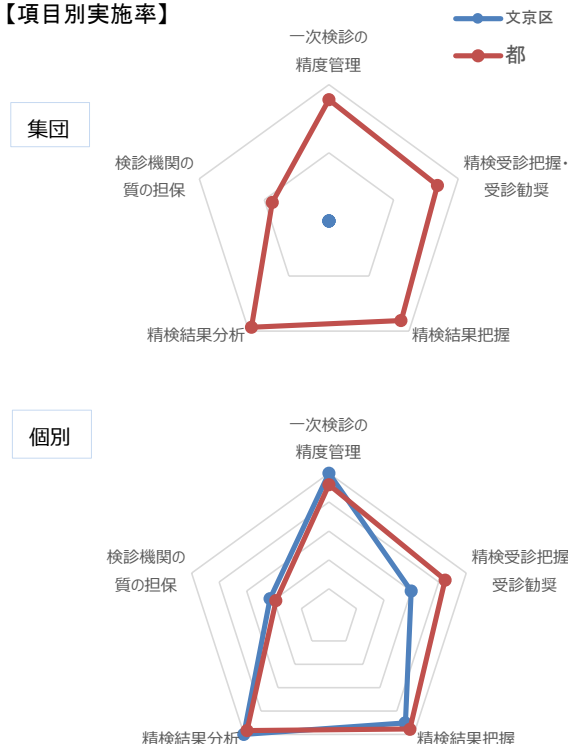 【項目別実施率】
文京区
都
集団
一次検診の
精度管理
精検受診把握・
受診勧奨
精検結果把握
精検結果分析
検診機関の
質の担保
個別
一次検診の
精度管理
精検受診把握
受診勧奨
精検結果把握
精検結果分析
検診機関の
質の担保